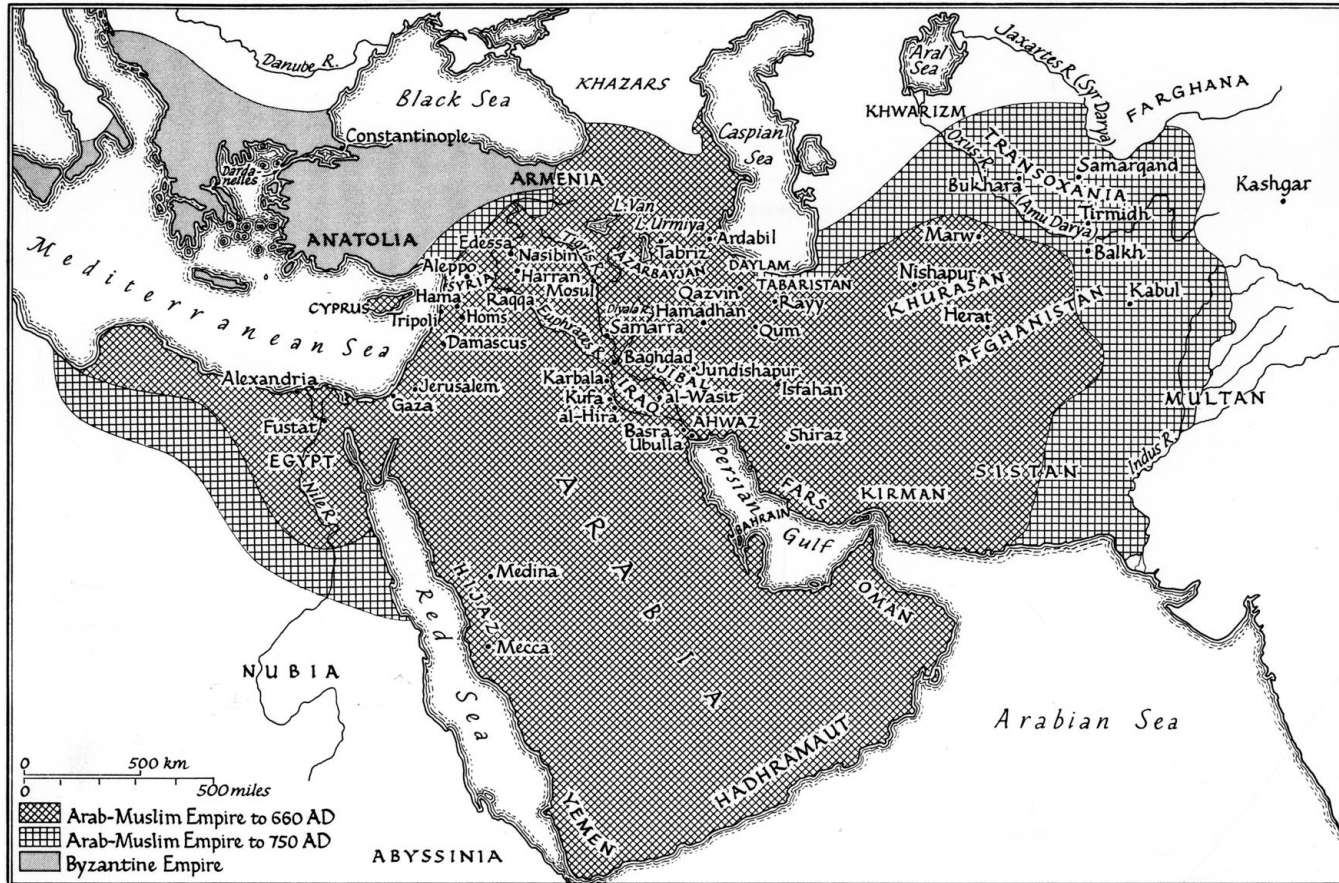 Danube R.
Black Sea
KHAZARS
Aral
Sea
Jaxartes R (Syr Darya)
FARGHANA
KHWARIZM
Constantinople
Caspian
Sea
Oxus R.
TRANSOXANIA
Samarqand
Darda-
nelles
ARMENIA
Bukhara
Kashgar
L. Van
L. Urmiya
(Amu Darya)
Tirmidh
ANATOLIA
Edessa
Nasibin
Tigris R.
Tabriz
Ardabil
Marw
Balkh
Mediterranean Sea
Aleppo
SYRIA
Harran
AZARBAYJAN
DAYLAM
TABARISTAN
Nishapur
KHURASAN
CYPRUS
Hama
Raqqa
Mosul
Qazvin
Rayy
Kabul
Tripoli
Homs
Euphrates R.
Diyala R.
Hamadhan
Herat
AFGHANISTAN
Damascus
Samarra
Qum
Baghdad
JIBAL
Jundishapur
Alexandria
Jerusalem
Karbala
IRAQ
al-Wasit
Isfahan
MULTAN
Gaza
Kufa
al-Hira
AHWAZ
Fustat
Basra
Ubulla
Shiraz
EGYPT
Persian
Gulf
FARS
KIRMAN
SISTAN
Indus R.
Nile R.
BAHRAIN
ARABIA
Medina
HIJAZ
OMAN
Red Sea
Mecca
NUBIA
Arabian Sea
HADHRAMAUT
YEMEN
ABYSSINIA
0 500 km
0 500 miles
Arab-Muslim Empire to 660 AD
Arab-Muslim Empire to 750 AD
Byzantine Empire